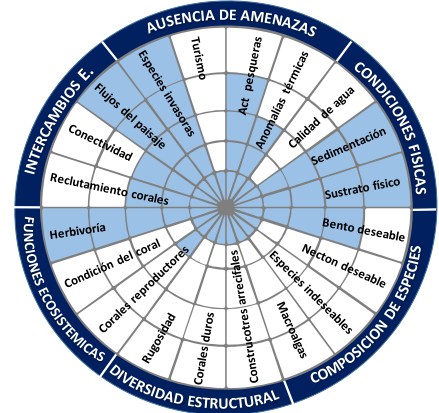 AUSENCIA DE AMENAZAS
CONDICIONES FISICAS
COMPOSICION DE ESPECIES
DIVERSIDAD ESTRUCTURAL
FUNCIONES ECOSISTEMICAS
INTERCAMBIOS E.
Turismo
Act pesqueras
Anomalías térmicas
Calidad de agua
Sedimentación
Sustrato físico
Bento deseable
Necton deseable
Especies indeseables
Macroalgas
Construcotres arrecifales
Corales duros
Rugosidad
Corales reproductores
Condición del coral
Herbivoría
Reclutamiento corales
Conectividad
Flujos del paisaje
Especies invasoras